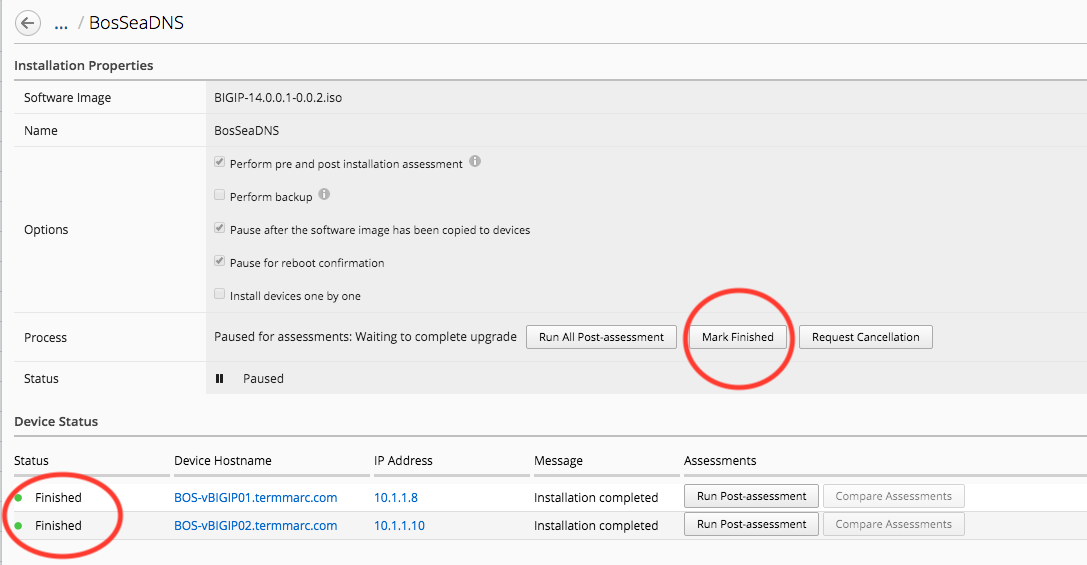 ... / BosSeaDNS
Installation Properties
Software Image BIGIP-14.0.0.1-0.0.2.iso
Name BosSeaDNS
Options
Perform pre and post installation assessment
Perform backup
Pause after the software image has been copied to devices
Pause for reboot confirmation
Install devices one by one
Process Paused for assessments: Waiting to complete upgrade Run All Post-assessment Mark Finished Request Cancellation
Status Paused
Device Status
Status Device Hostname IP Address Message Assessments
Finished BOS-vBIGIP01.termmarc.com 10.1.1.8 Installation completed Run Post-assessment Compare Assessments
Finished BOS-vBIGIP02.termmarc.com 10.1.1.10 Installation completed Run Post-assessment Compare Assessments